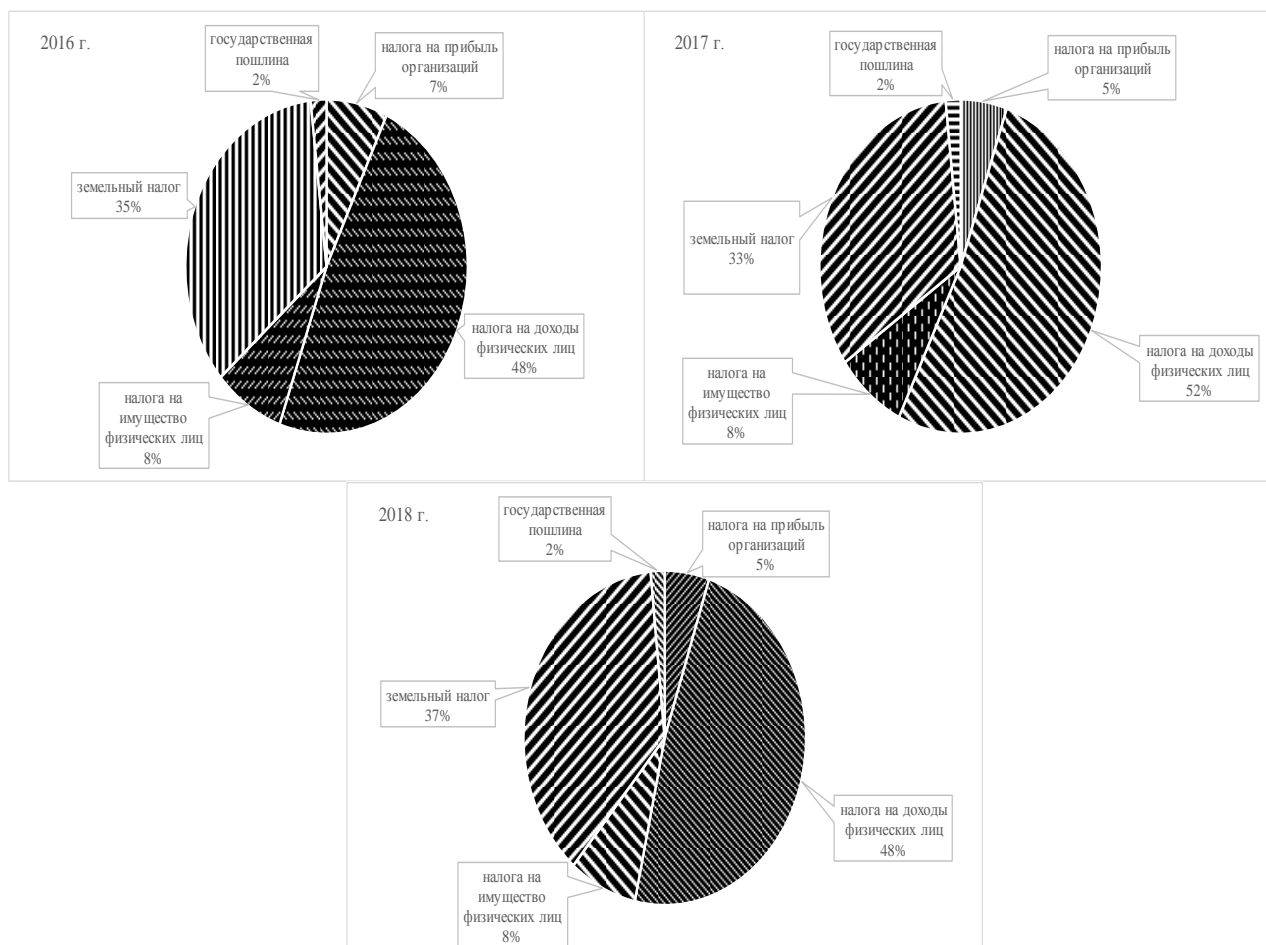 2016 г.
государственная
пошлина
2%
налога на прибыль
организаций
7%
земельный налог
35%
налога на доходы
физических лиц
48%
налога на
имущество
физических лиц
8%
2017 г.
государственная
пошлина
2%
налога на прибыль
организаций
5%
земельный налог
33%
налога на доходы
физических лиц
52%
налога на
имущество
физических лиц
8%
2018 г.
государственная
пошлина
2%
налога на прибыль
организаций
5%
земельный налог
37%
налога на доходы
физических лиц
48%
налога на
имущество
физических лиц
8%